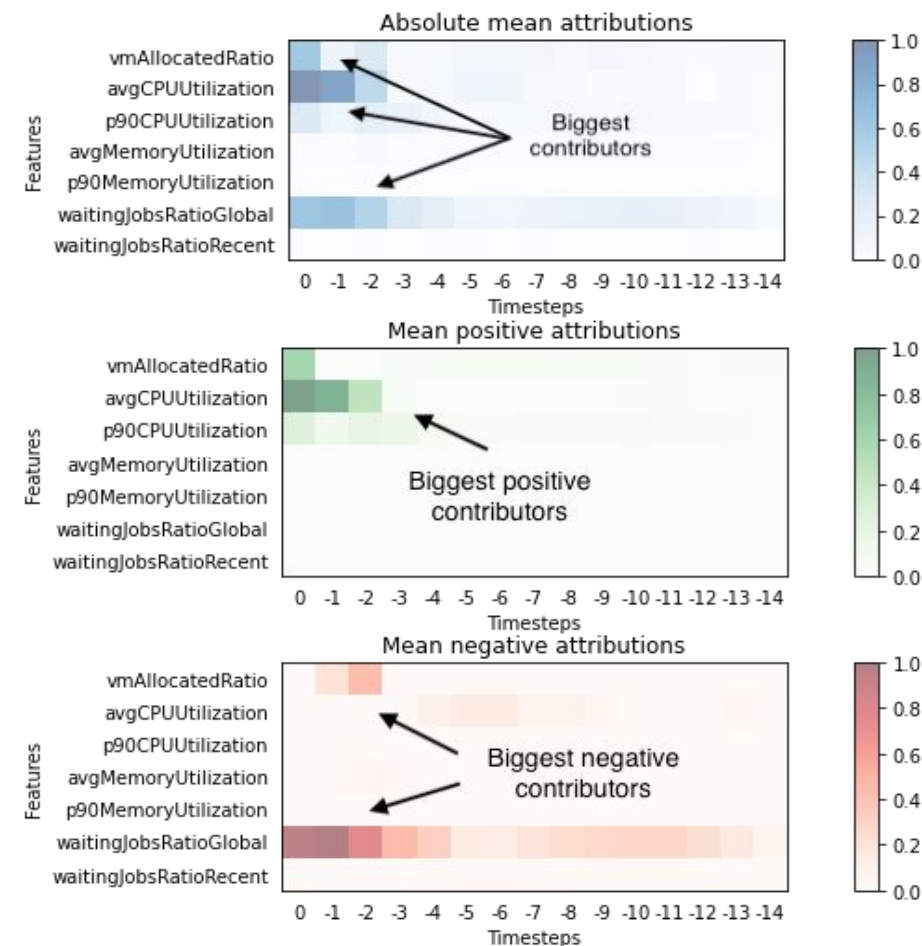 Absolute mean attributions
Features
vmAllocatedRatio
avgCPUUtilization
p90CPUUtilization
avgMemoryUtilization
p90MemoryUtilization
waitingJobsRatioGlobal
waitingJobsRatioRecent
Biggest
contributors
0 -1 -2 -3 -4 -5 -6 -7 -8 -9 -10 -11 -12 -13 -14
Timesteps
1.0
0.8
0.6
0.4
0.2
0.0
Mean positive attributions
Features
vmAllocatedRatio
avgCPUUtilization
p90CPUUtilization
avgMemoryUtilization
p90MemoryUtilization
waitingJobsRatioGlobal
waitingJobsRatioRecent
Biggest positive
contributors
0 -1 -2 -3 -4 -5 -6 -7 -8 -9 -10 -11 -12 -13 -14
Timesteps
1.0
0.8
0.6
0.4
0.2
0.0
Mean negative attributions
Features
vmAllocatedRatio
avgCPUUtilization
p90CPUUtilization
avgMemoryUtilization
p90MemoryUtilization
waitingJobsRatioGlobal
waitingJobsRatioRecent
Biggest negative
contributors
0 -1 -2 -3 -4 -5 -6 -7 -8 -9 -10 -11 -12 -13 -14
Timesteps
1.0
0.8
0.6
0.4
0.2
0.0